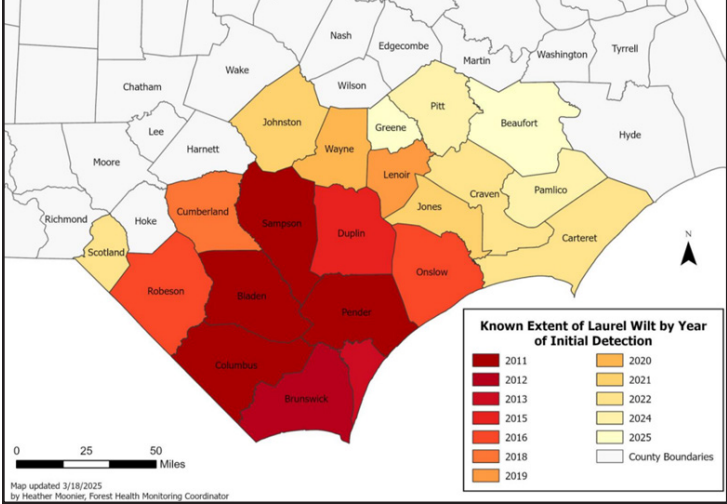 Nash
Edgecombe
Martin
Washington
Tyrrell
Wake
Wilson
Chatham
Pitt
Johnston
Greene
Beaufort
Lee
Wayne
Hyde
Harnett
Moore
Lenoir
Craven
Pamlico
Richmond
Hoke
Cumberland
Sampson
Jones
Duplin
Carteret
Scotland
N
Onslow
Robeson
Bladen
Pender
Columbus
Brunswick
Known Extent of Laurel Wilt by Year
of Initial Detection
2011
2012
2013
2015
2016
2018
2019
2020
2021
2022
2024
2025
County Boundaries
0 25 50
Miles
Map updated 3/18/2025
by Heather Moonier, Forest Health Monitoring Coordinator